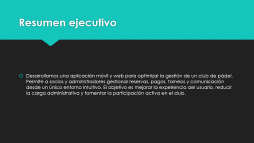 Resumen ejecutivo
Desarrollamos una aplicación móvil y web para optimizar la gestión de un club de pádel.
Permite a socios y administradores gestionar reservas, pagos, torneos y comunicación
desde un único entorno intuitivo. El objetivo es mejorar la experiencia del usuario, reducir
la carga administrativa y fomentar la participación activa en el club.